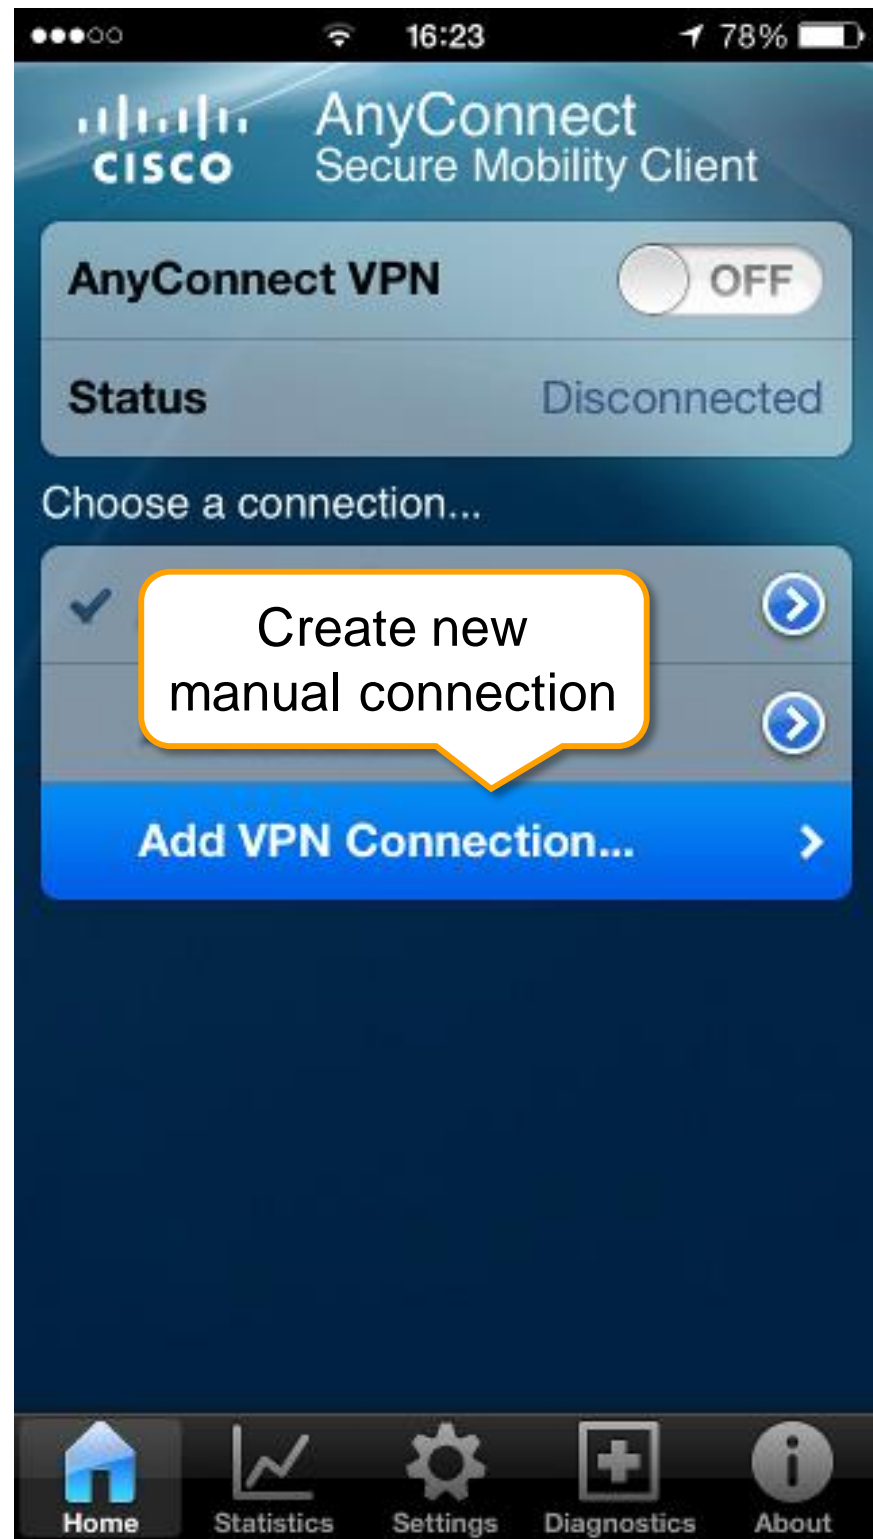 16:23
78%
CISCO
AnyConnect
Secure Mobility Client
AnyConnect VPN
OFF
Status
Disconnected
Choose a connection...
Create new
manual connection
Add VPN Connection...
Home
Statistics
Settings
Diagnostics
About